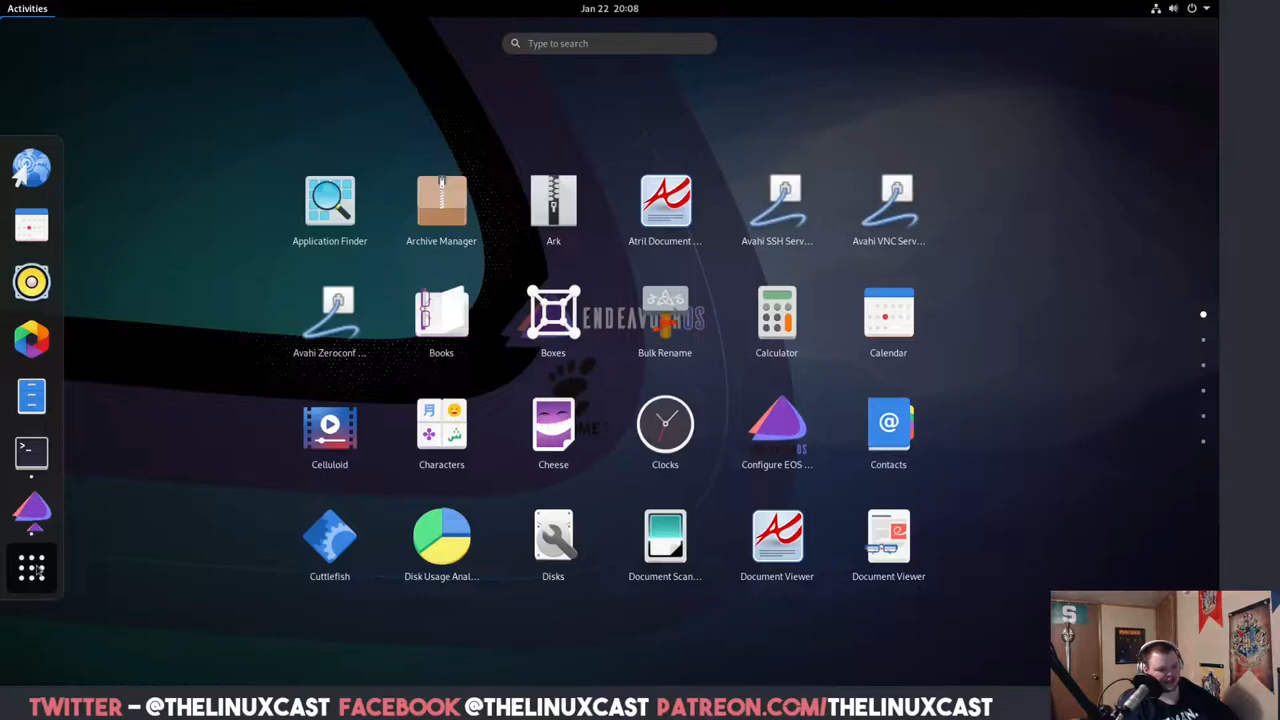 Activities
Jan 22 20:08
Type to search
Application Finder
Archive Manager
Ark
Atril Document ...
Avahi SSH Serv...
Avahi VNC Serv...
ENDEAVOUROS
Avahi Zeroconf ...
Books
Boxes
Bulk Rename
Calculator
Calendar
Celluloid
Characters
Cheese
Clocks
Configure EOS ...
Contacts
Cuttlefish
Disk Usage Anal...
Disks
Document Scan...
Document Viewer
Document Viewer
TWITTER - @THELINUXCAST FACEBOOK @THELINUXCAST PATREON.COM/THELINUXCAST